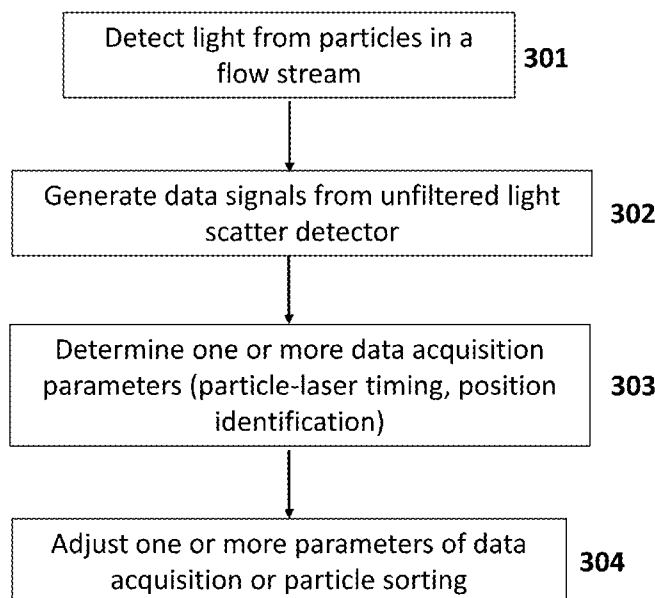 Detect light from particles in a
flow stream
301
Generate data signals from unfiltered light
scatter detector
302
Determine one or more data acquisition
parameters (particle-laser timing, position
identification)
303
Adjust one or more parameters of data
acquisition or particle sorting
304